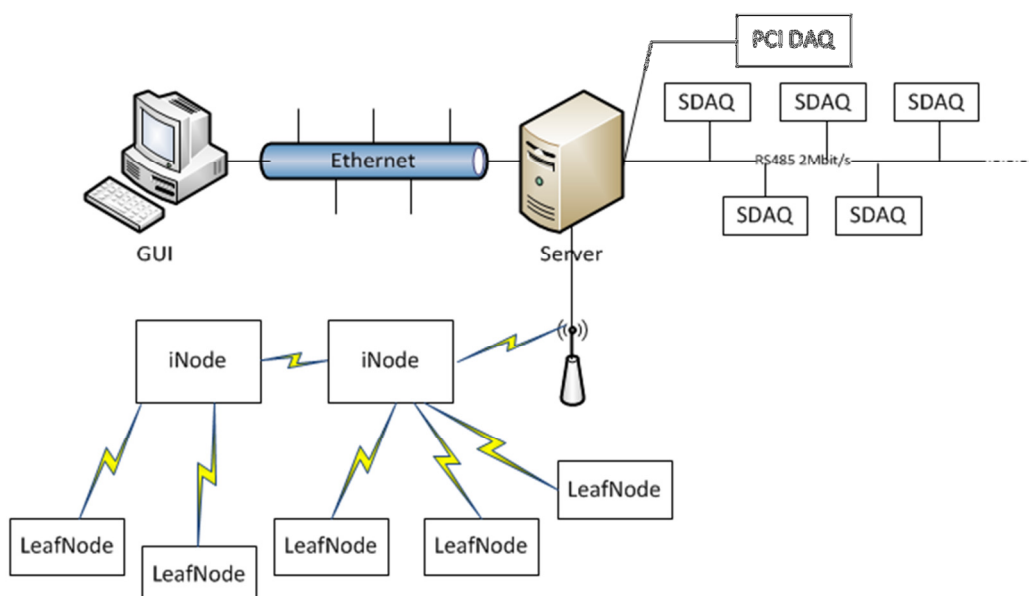 PCI DAQ
SDAQ
SDAQ
SDAQ
Ethernet
RS485 2Mbit/s
SDAQ
SDAQ
GUI
Server
iNode
iNode
LeafNode
LeafNode
LeafNode
LeafNode
LeafNode